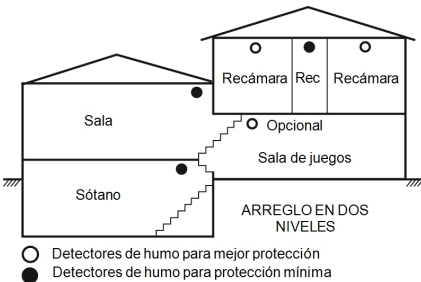 Recámara
Rec
Recámara
Sala
Opcional
Sala de juegos
Sótano
ARREGLO EN DOS
NIVELES
Detectores de humo para mejor protección
Detectores de humo para protección mínima